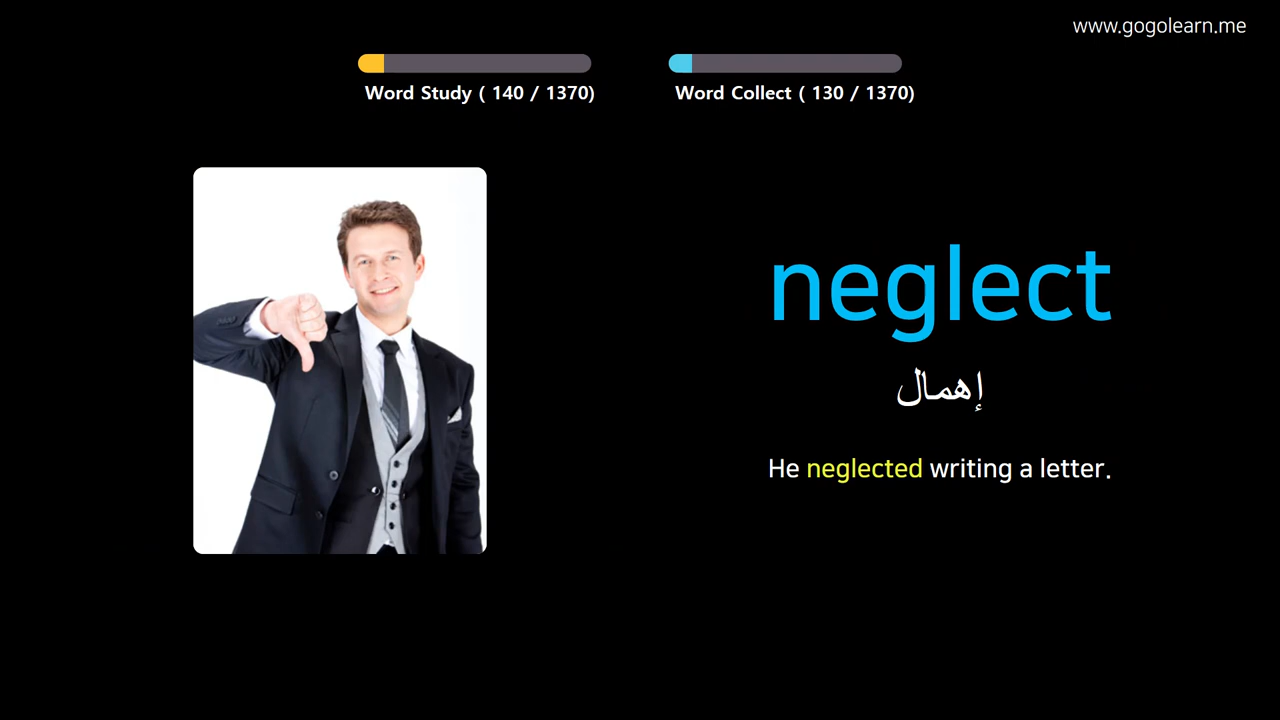 www.gogolearn.me
Word Study ( 140 / 1370)
Word Collect ( 130 / 1370)
neglect
إهمال
He neglected writing a letter.